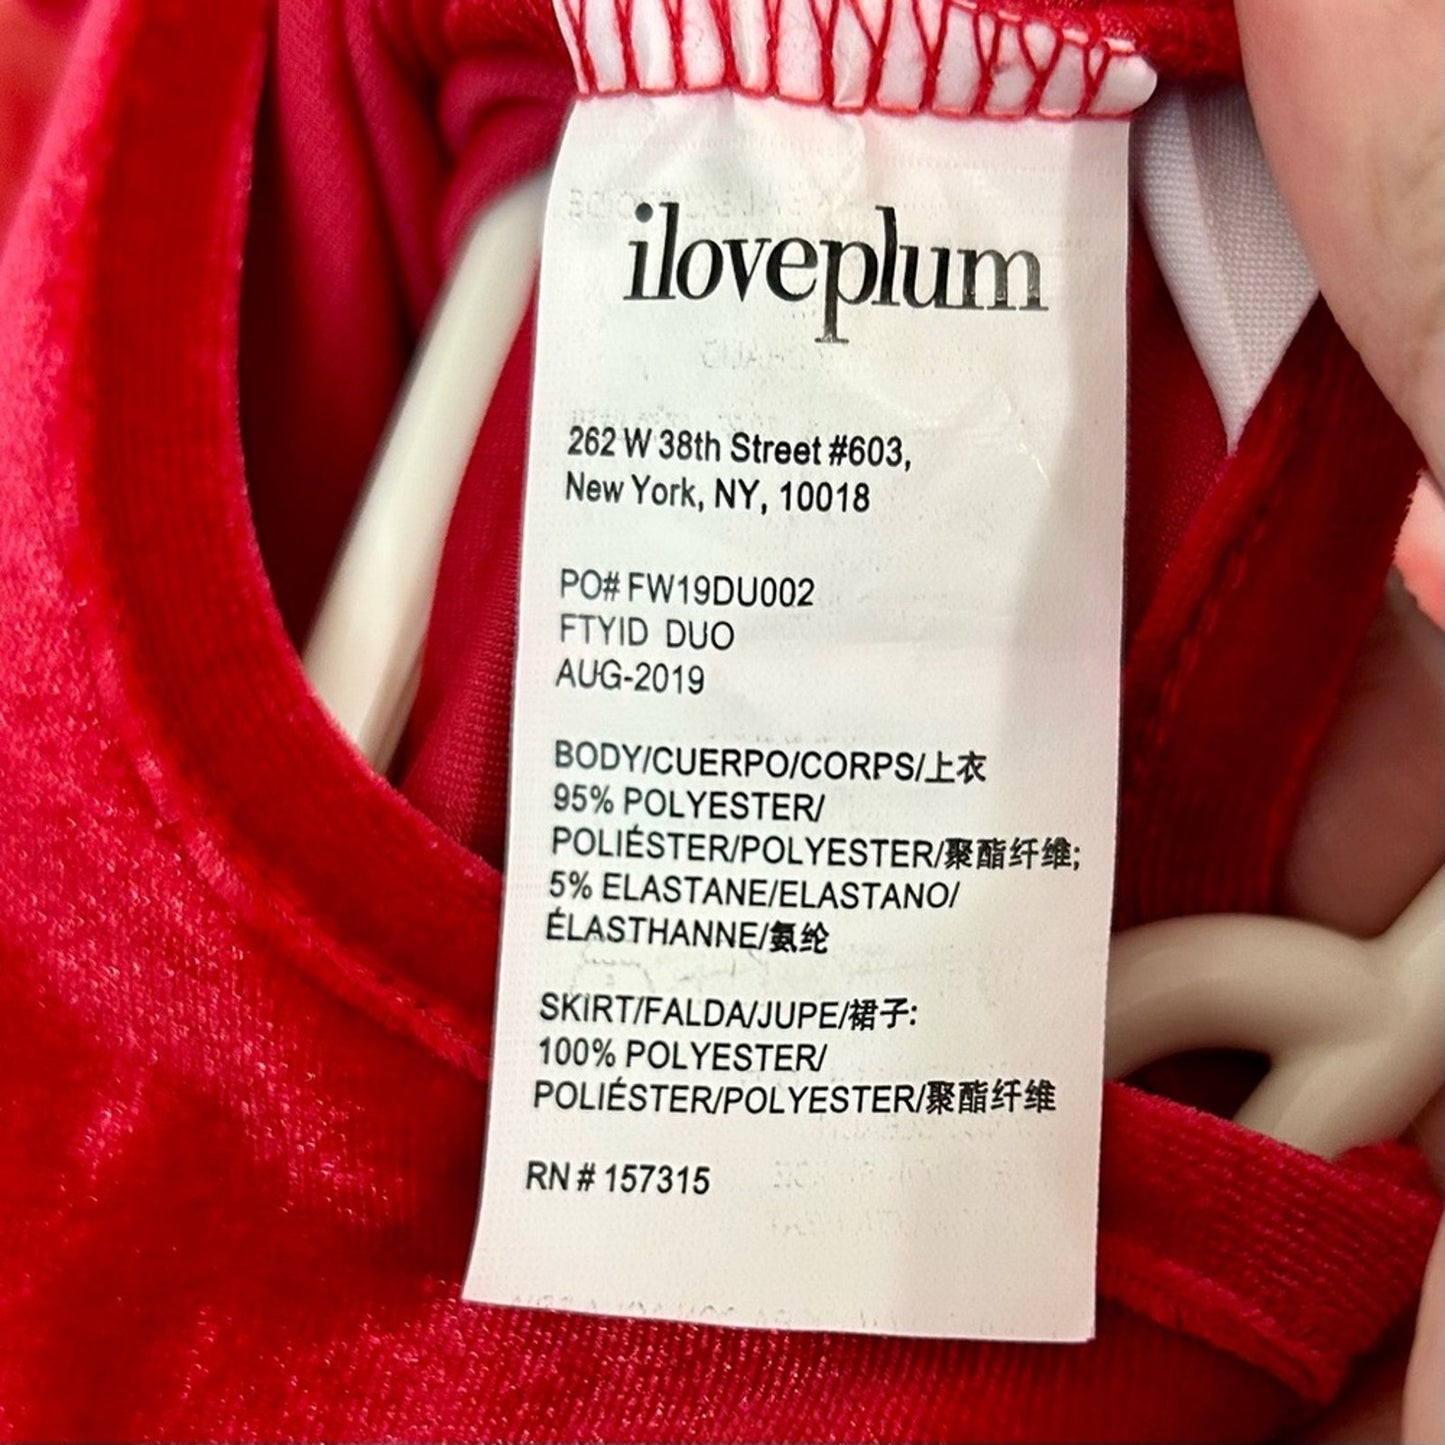 iloveplum
262 W 38th Street #603,
New York, NY, 10018
PO# FW19DU002
FTYID DUO
AUG-2019
BODY/CUERPO/CORPS/上衣
95% POLYESTER/
POLIÉSTER/POLYESTER/聚酯纤维;
5% ELASTANE/ELASTANO/
ÉLASTHANNE/氨纶
SKIRT/FALDA/JUPE/裙子:
100% POLYESTER/
POLIÉSTER/POLYESTER/聚酯纤维
RN # 157315